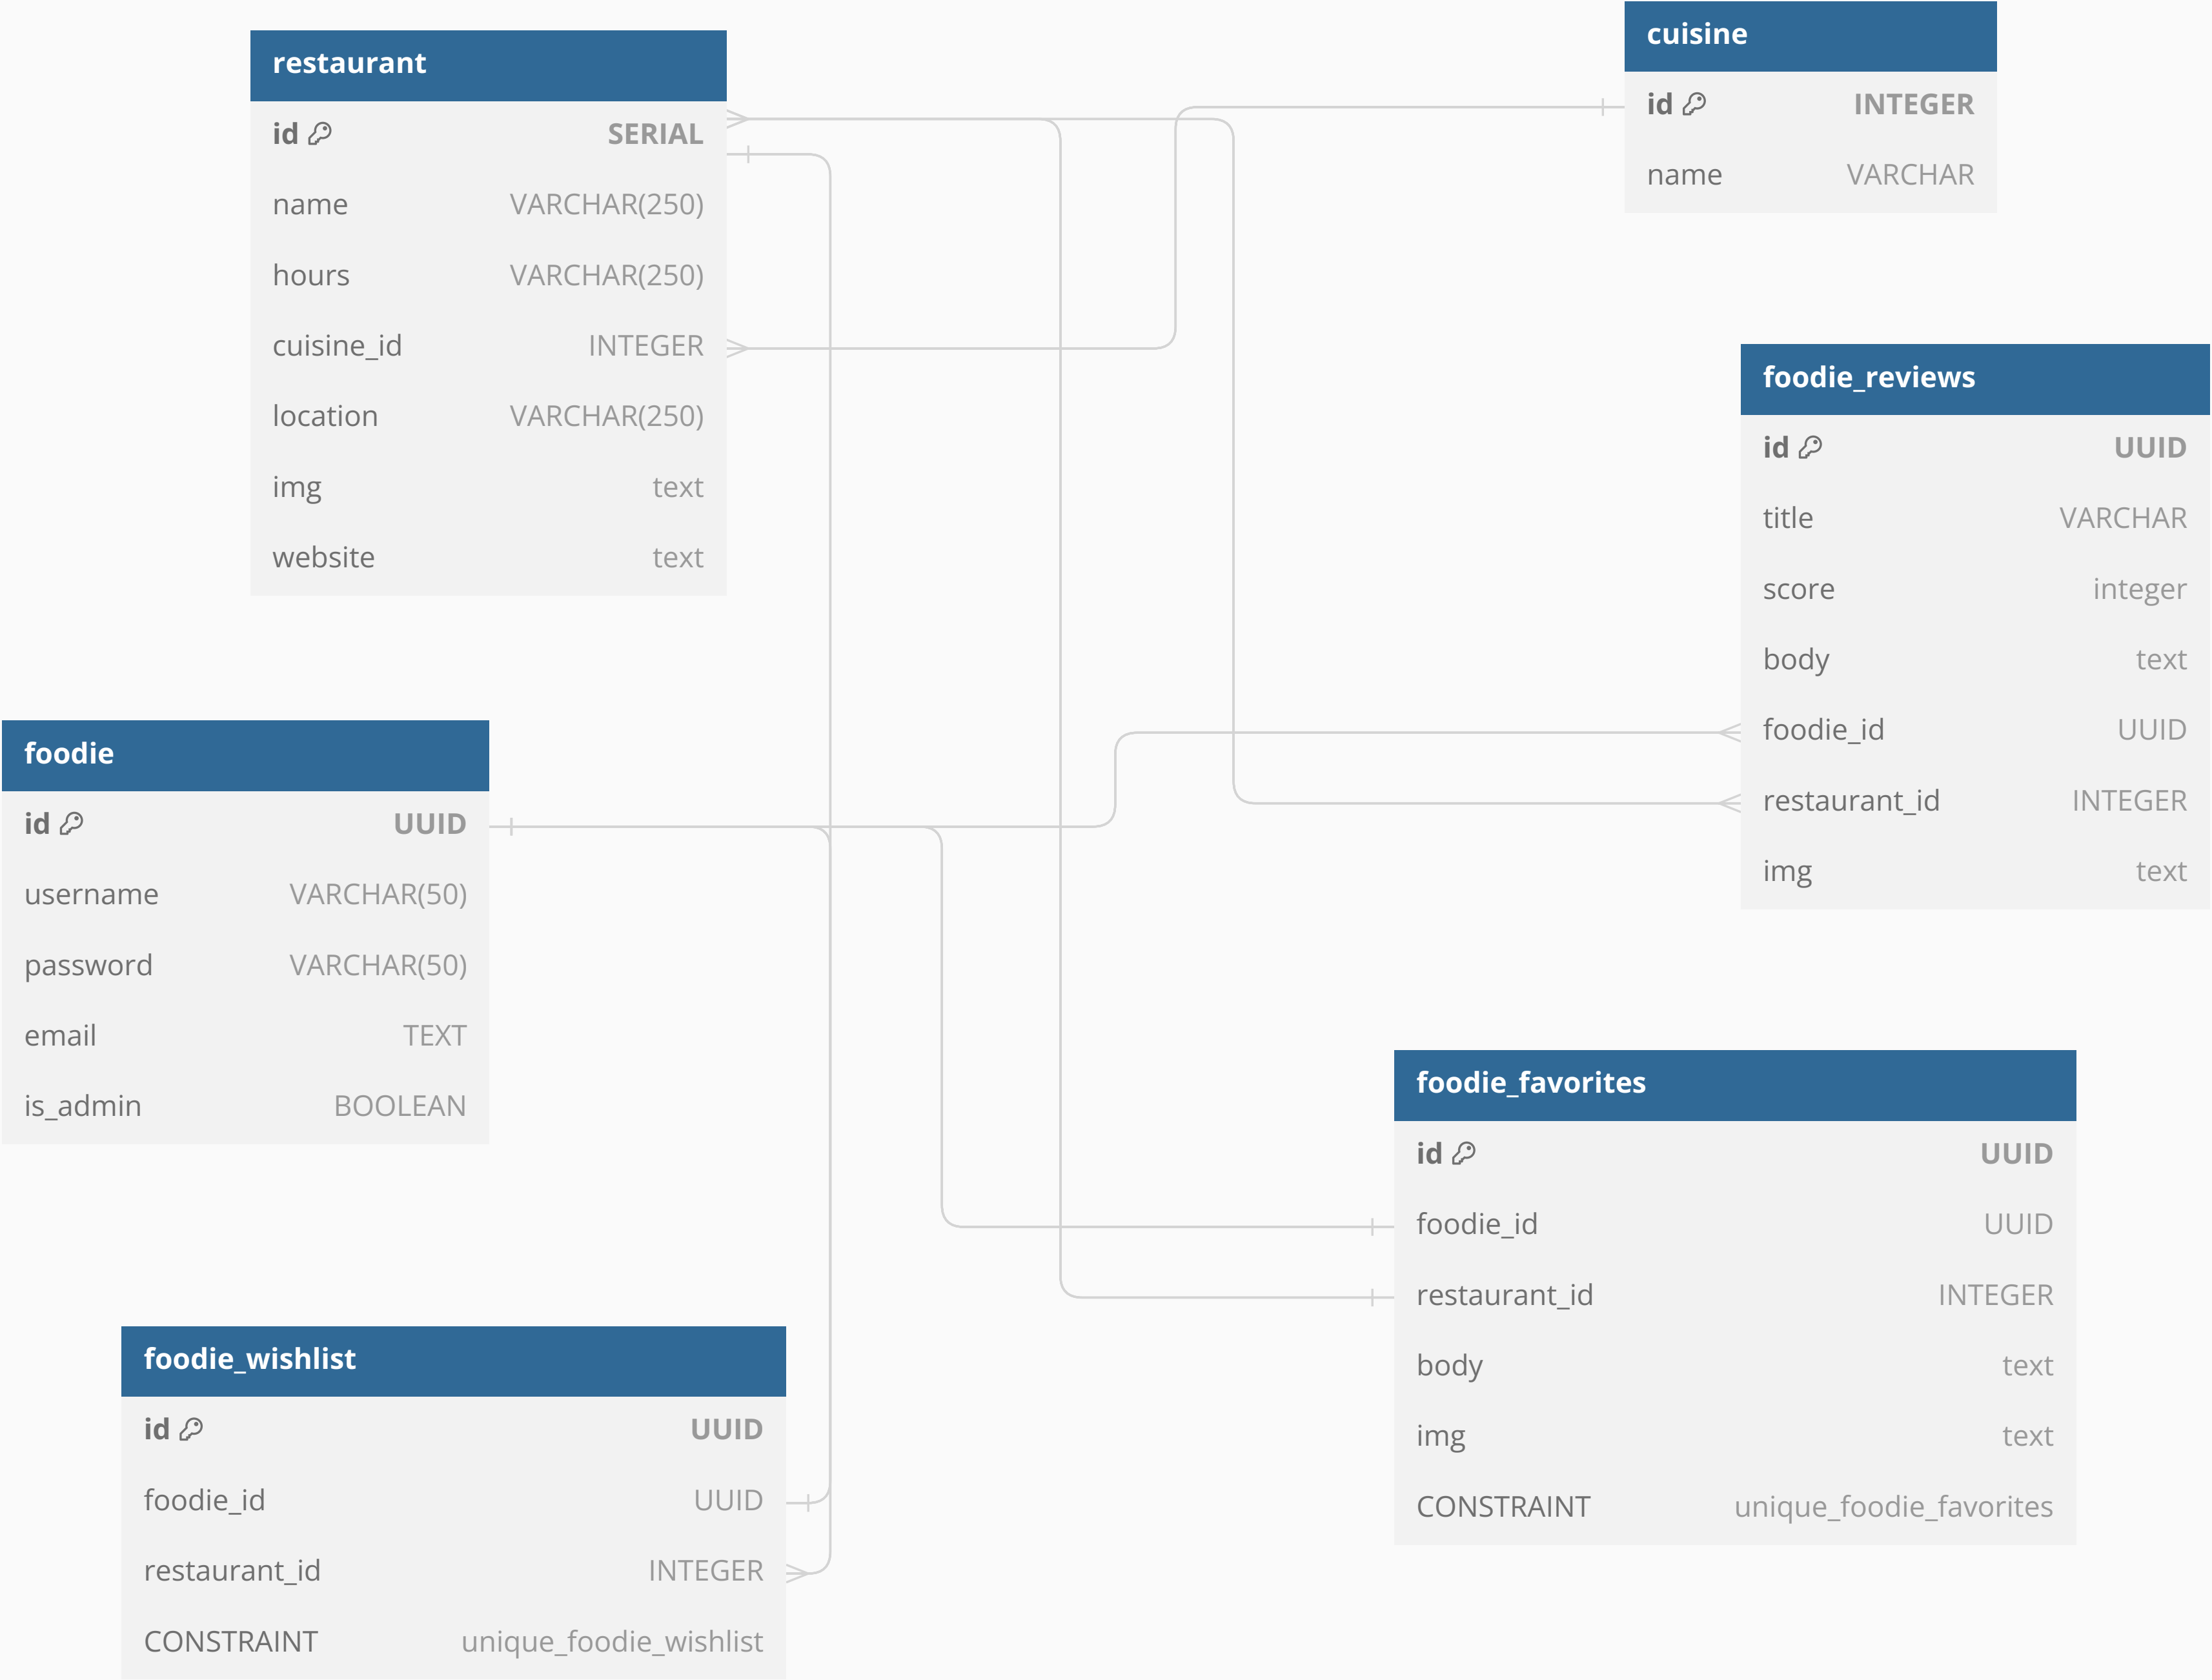 restaurant
id SERIAL
name VARCHAR(250)
hours VARCHAR(250)
cuisine_id INTEGER
location VARCHAR(250)
img text
website text
cuisine
id INTEGER
name VARCHAR
foodie_reviews
id UUID
title VARCHAR
score integer
body text
foodie_id UUID
restaurant_id INTEGER
img text
foodie
id UUID
username VARCHAR(50)
password VARCHAR(50)
email TEXT
is_admin BOOLEAN
foodie_favorites
id UUID
foodie_id UUID
restaurant_id INTEGER
body text
img text
CONSTRAINT unique_foodie_favorites
foodie_wishlist
id UUID
foodie_id UUID
restaurant_id INTEGER
CONSTRAINT unique_foodie_wishlist